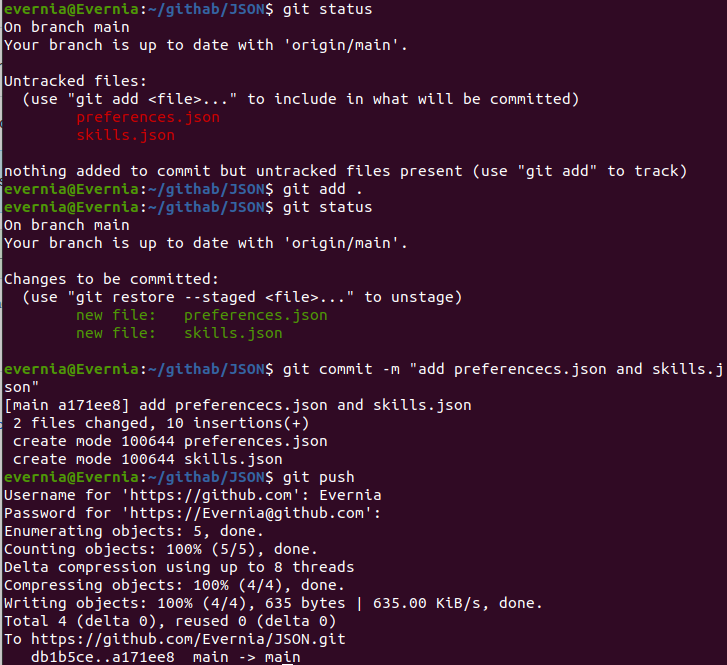 evernia@Evernia:~/githab/JSON$ git status
On branch main
Your branch is up to date with 'origin/main'.
Untracked files:
  (use "git add <file>..." to include in what will be committed)
        preferences.json
        skills.json
nothing added to commit but untracked files present (use "git add" to track)
evernia@Evernia:~/githab/JSON$ git add .
evernia@Evernia:~/githab/JSON$ git status
On branch main
Your branch is up to date with 'origin/main'.
Changes to be committed:
  (use "git restore --staged <file>..." to unstage)
        new file:   preferences.json
        new file:   skills.json
evernia@Evernia:~/githab/JSON$ git commit -m "add preferencecs.json and skills.j
son"
[main a171ee8] add preferencecs.json and skills.json
 2 files changed, 10 insertions(+)
 create mode 100644 preferences.json
 create mode 100644 skills.json
evernia@Evernia:~/githab/JSON$ git push
Username for 'https://github.com': Evernia
Password for 'https://Evernia@github.com':
Enumerating objects: 5, done.
Counting objects: 100% (5/5), done.
Delta compression using up to 8 threads
Compressing objects: 100% (4/4), done.
Writing objects: 100% (4/4), 635 bytes | 635.00 KiB/s, done.
Total 4 (delta 0), reused 0 (delta 0)
To https://github.com/Evernia/JSON.git
   db1b5ce..a171ee8  main -> main